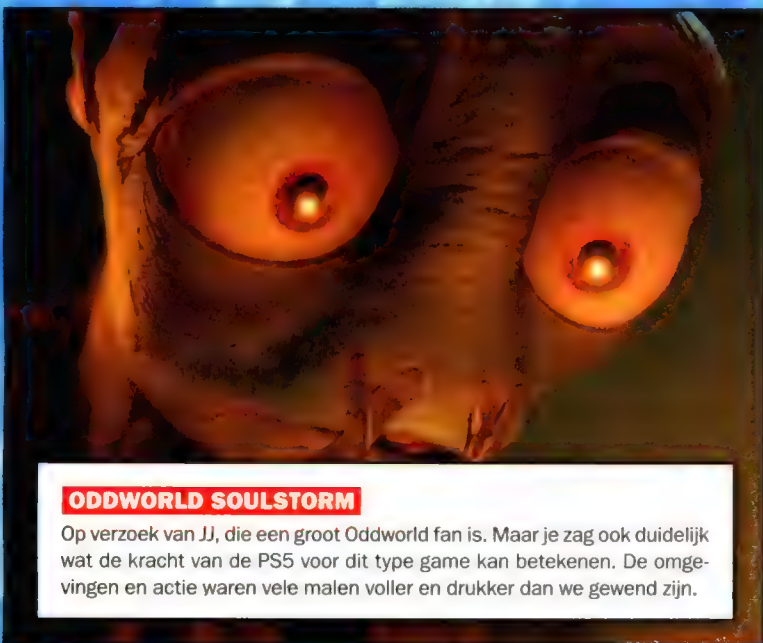 ODDWORLD SOULSTORM
Op verzoek van JJ, die een groot Oddworld fan is. Maar je zag ook duidelijk
wat de kracht van de PS5 voor dit type game kan betekenen. De omge-
vingen en actie waren vele malen voller en drukker dan we gewend zijn.